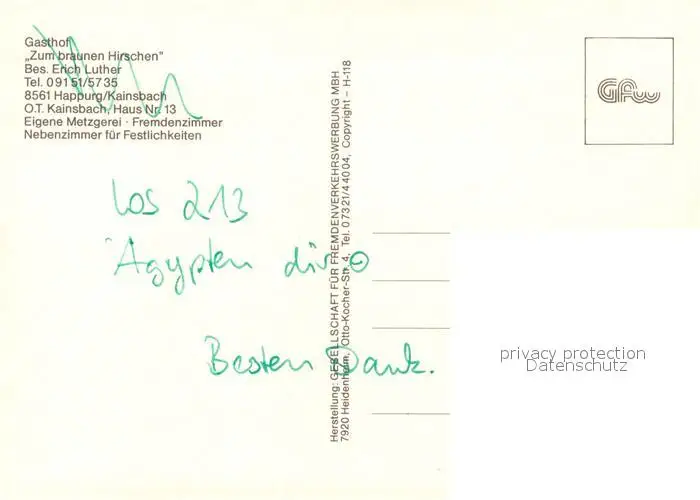 Gasthof
„Zum braunen Hirschen"
Bes. Erich Luther
Tel. 09151/5735
8561 Happurg/Kainsbach
O.T. Kainsbach, Haus Nr. 13
Eigene Metzgerei · Fremdenzimmer
Nebenzimmer für Festlichkeiten
Los 213
Ägypten div.
Besten Dank.
Herstellung: GESELLSCHAFT FÜR FREMDENVERKEHRSWERBUNG MBH
7920 Heidenheim, Otto-Kocher-Str. 4, Tel. 07321/44004, Copyright – H-118
GFW
privacy protection
Datenschutz